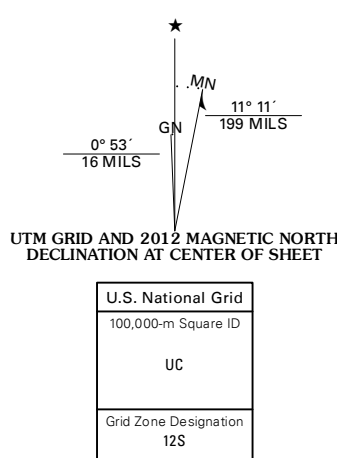 ★
MN
GN
11° 11´
199 MILS
0° 53´
16 MILS
UTM GRID AND 2012 MAGNETIC NORTH
DECLINATION AT CENTER OF SHEET
U.S. National Grid
100,000-m Square ID
UC
Grid Zone Designation
12S